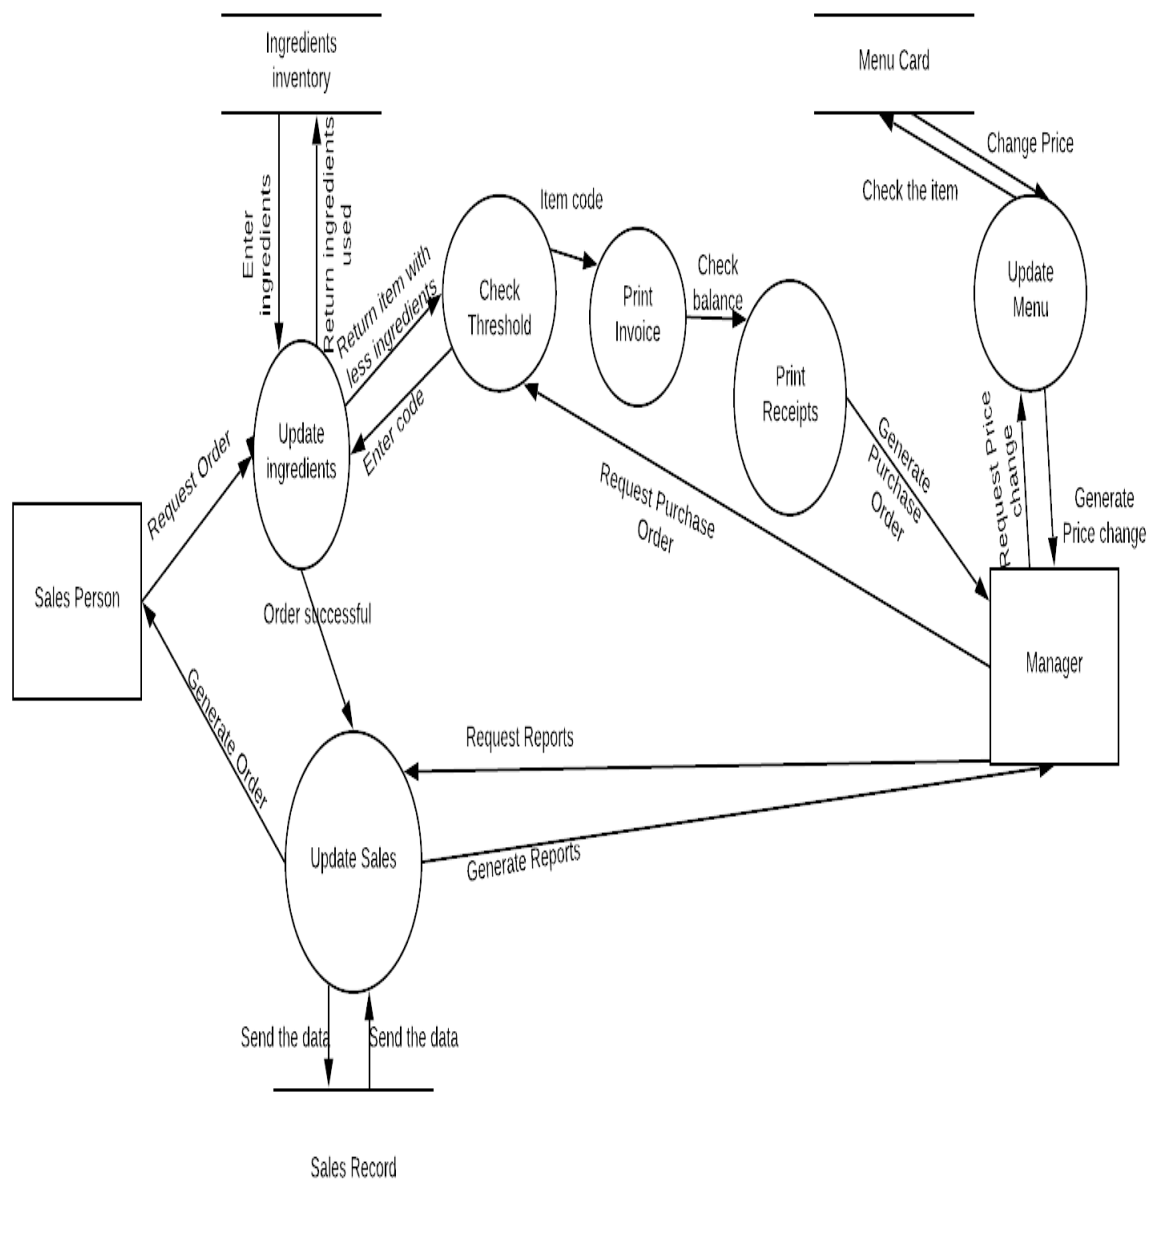 Ingredients
inventory
Menu Card
Enter
ingredients
Return ingredients
used
Change Price
Check the item
Item code
Check
balance
Return item with
less ingredients
Check
Threshold
Print
Invoice
Update
Menu
Print
Receipts
Enter code
Update
ingredients
Request Order
Generate
Purchase
Order
Request Purchase
Order
Request Price
change
Generate
Price change
Sales Person
Order successful
Manager
Generate Order
Request Reports
Update Sales
Generate Reports
Send the data
Send the data
Sales Record